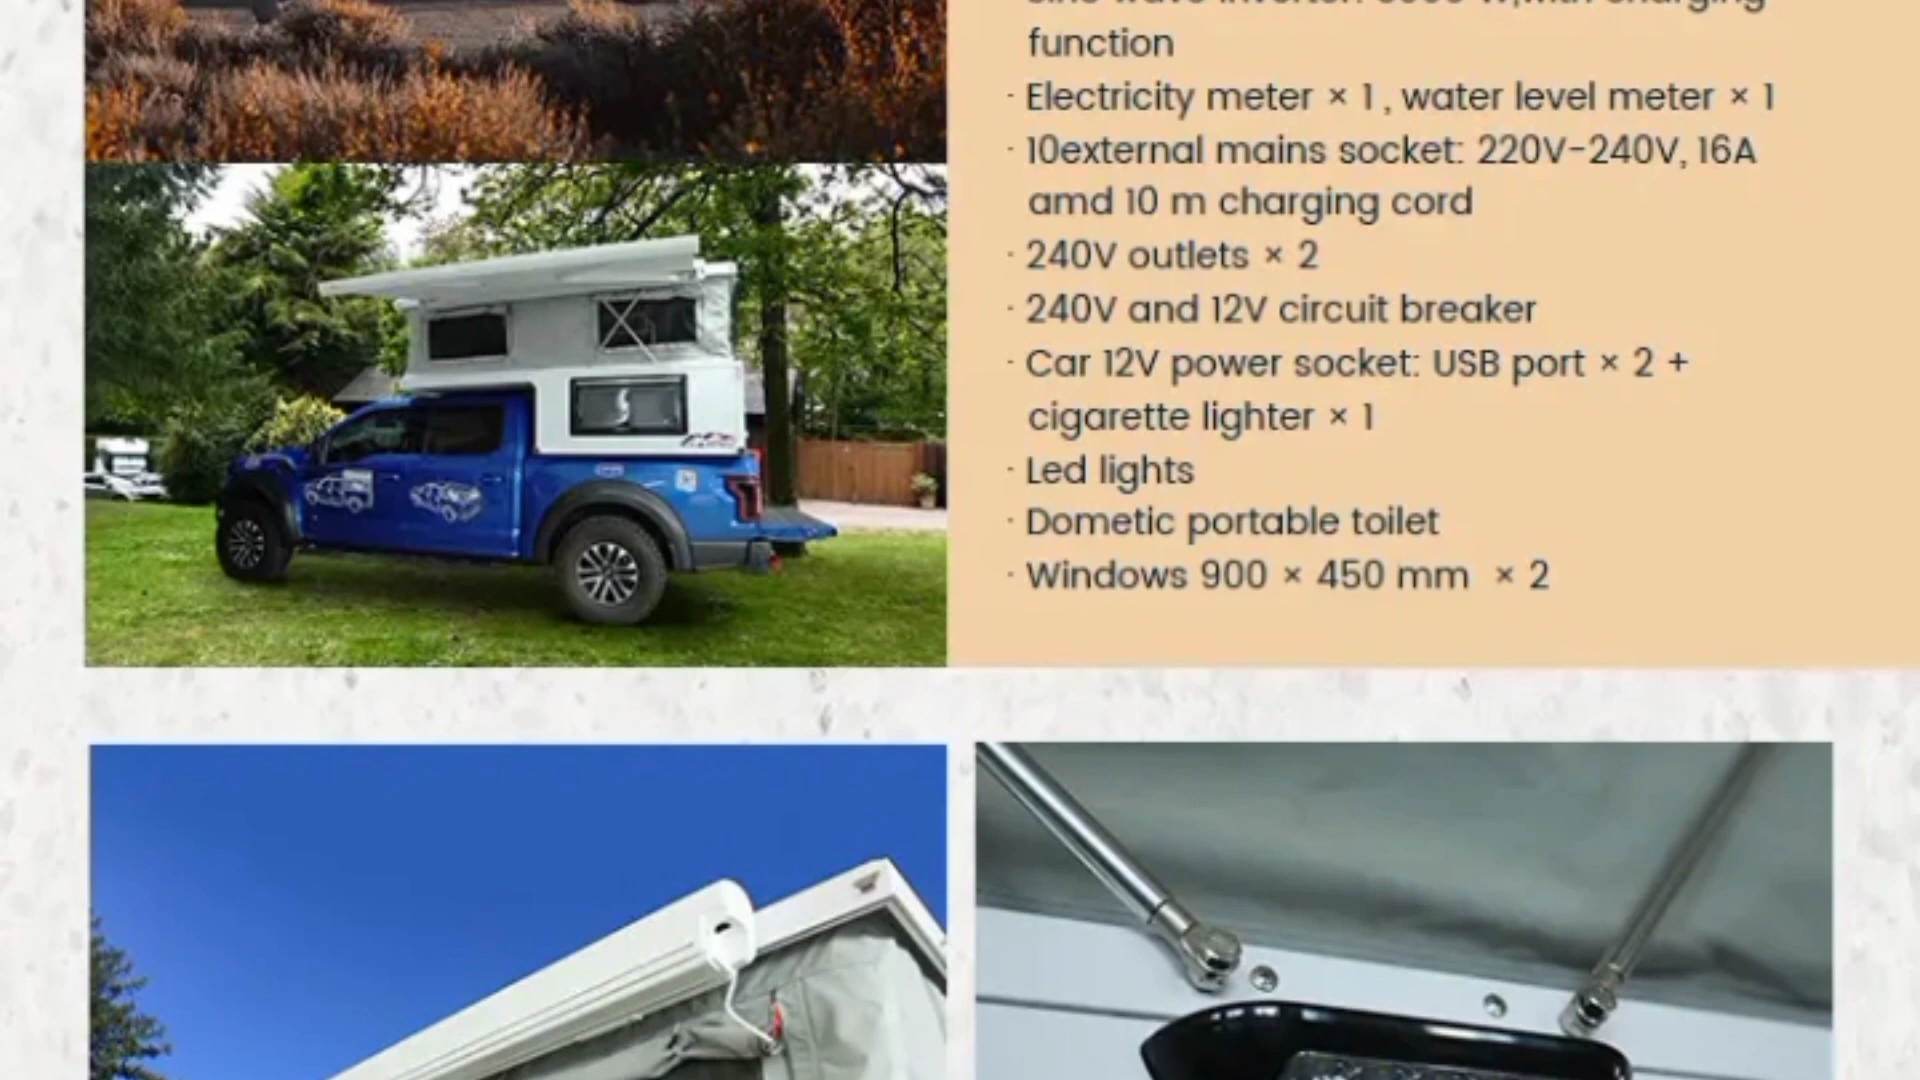 function
· Electricity meter × 1 , water level meter × 1
· 10external mains socket: 220V-240V, 16A
amd 10 m charging cord
· 240V outlets × 2
· 240V and 12V circuit breaker
· Car 12V power socket: USB port × 2 +
cigarette lighter × 1
· Led lights
· Dometic portable toilet
· Windows 900 × 450 mm × 2